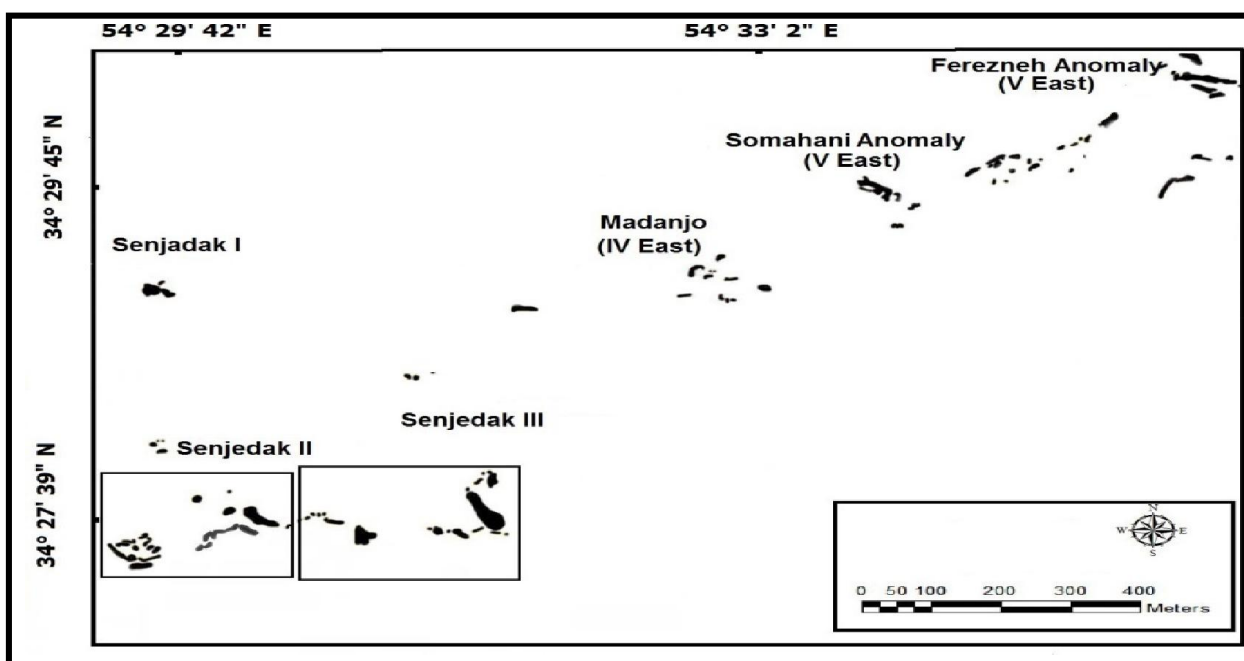 54° 29' 42" E
54° 33' 2" E
Ferezneh Anomaly
(V East)
34° 29' 45" N
Somahani Anomaly
(V East)
Madanjo
(IV East)
Senjadak I
Senjedak III
Senjedak II
34° 27' 39" N
N
W
E
S
0 50 100 200 300 400
Meters